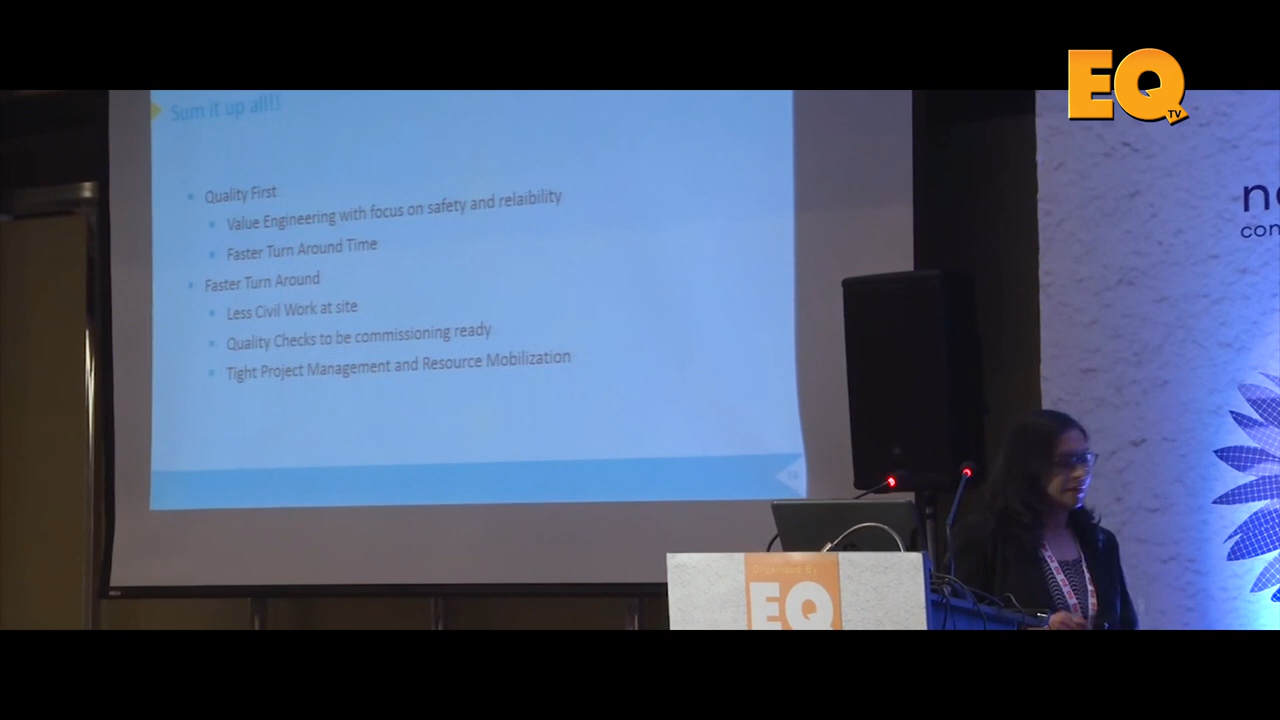 EQ
TV
Sum it up all!!
Quality First
Value Engineering with focus on safety and relaibility
Faster Turn Around Time
Faster Turn Around
Less Civil Work at site
Quality Checks to be commissioning ready
Tight Project Management and Resource Mobilization
Organised By
EQ